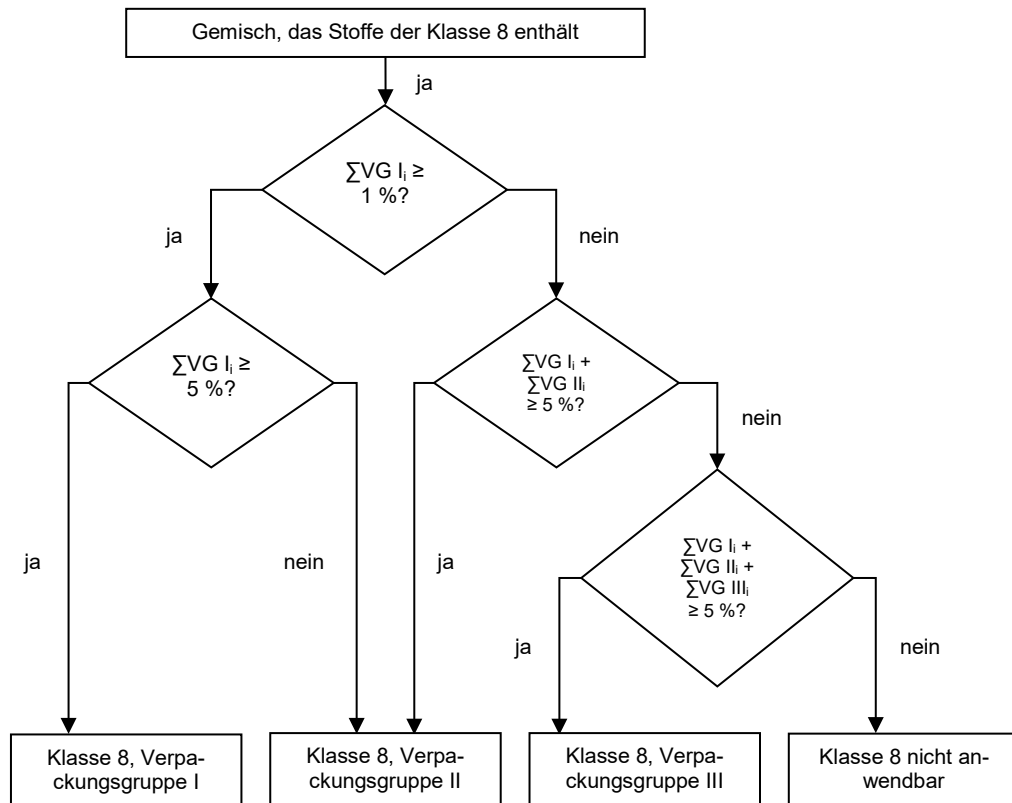 Gemisch, das Stoffe der Klasse 8 enthält
ja
∑VG Iᵢ ≥
1 %?
ja
nein
∑VG Iᵢ ≥
5 %?
∑VG Iᵢ +
∑VG IIᵢ
≥ 5 %?
nein
ja
nein
ja
∑VG Iᵢ +
∑VG IIᵢ +
∑VG IIIᵢ
≥ 5 %?
ja
nein
Klasse 8, Verpa-
ckungsgruppe I
Klasse 8, Verpa-
ckungsgruppe II
Klasse 8, Verpa-
ckungsgruppe III
Klasse 8 nicht an-
wendbar